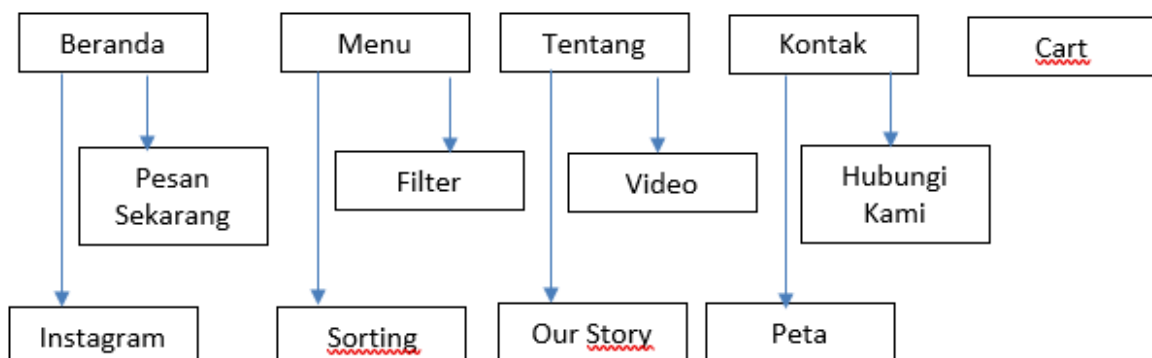 Beranda
Menu
Tentang
Kontak
Cart
Pesan
Sekarang
Filter
Video
Hubungi
Kami
Instagram
Sorting
Our Story
Peta